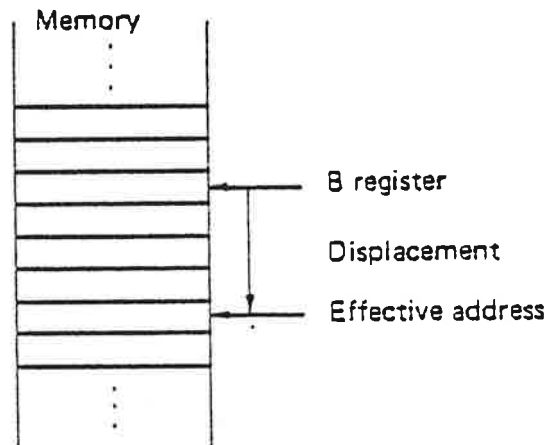 Memory
B register
Displacement
Effective address